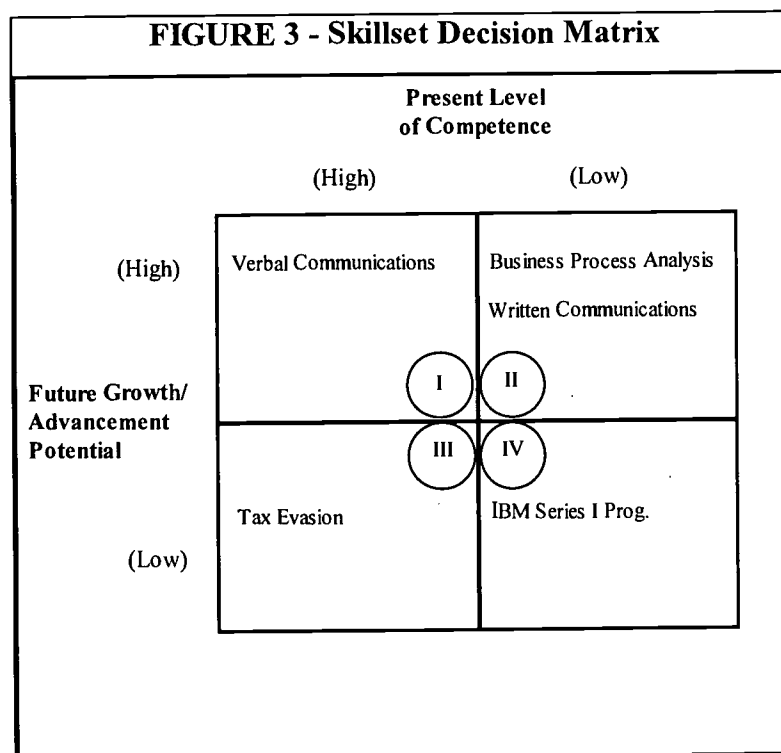 FIGURE 3 - Skillset Decision Matrix
Present Level
of Competence
(High)
(Low)
(High)
Verbal Communications
Business Process Analysis
Written Communications
I
II
Future Growth/
Advancement
Potential
III
IV
Tax Evasion
IBM Series I Prog.
(Low)